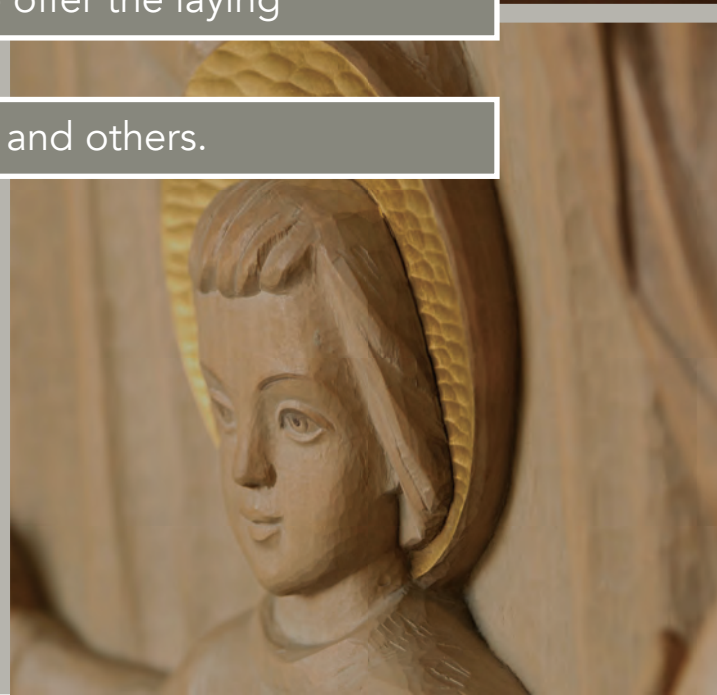 offer the laying
and others.